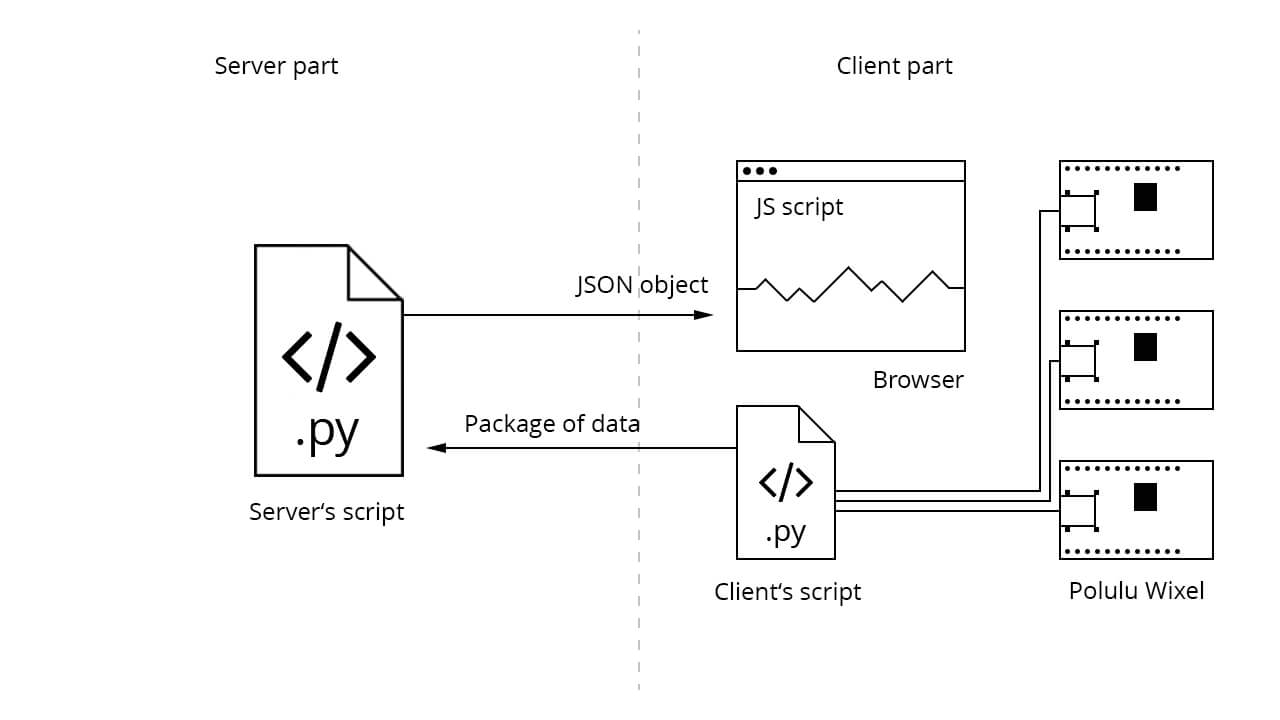 Server part
Client part
JS script
JSON object
Browser
Package of data
</>
.py
Server‘s script
</>
.py
Client‘s script
Polulu Wixel